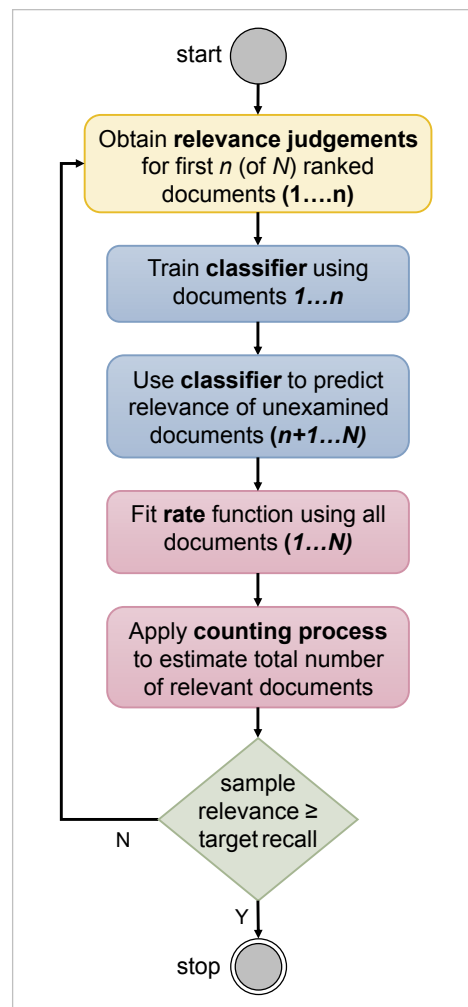 start
Obtain relevance judgements
for first n (of N) ranked
documents (1....n)
Train classifier using
documents 1...n
Use classifier to predict
relevance of unexamined
documents (n+1...N)
Fit rate function using all
documents (1...N)
Apply counting process
to estimate total number
of relevant documents
sample
relevance ≥
target recall
N
Y
stop